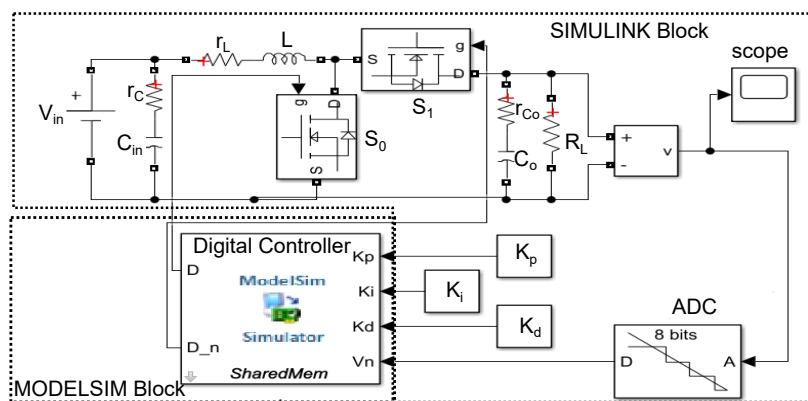 SIMULINK Block
scope
r_L
L
S
g
D
S_1
V_in
+
r_C
C_in
g
D
S
S_0
r_Co
C_o
R_L
+
-
v
Digital Controller
D
D_n
ModelSim
Simulator
SharedMem
Kp
Ki
Kd
Vn
K_p
K_i
K_d
ADC
8 bits
D
A
MODELSIM Block